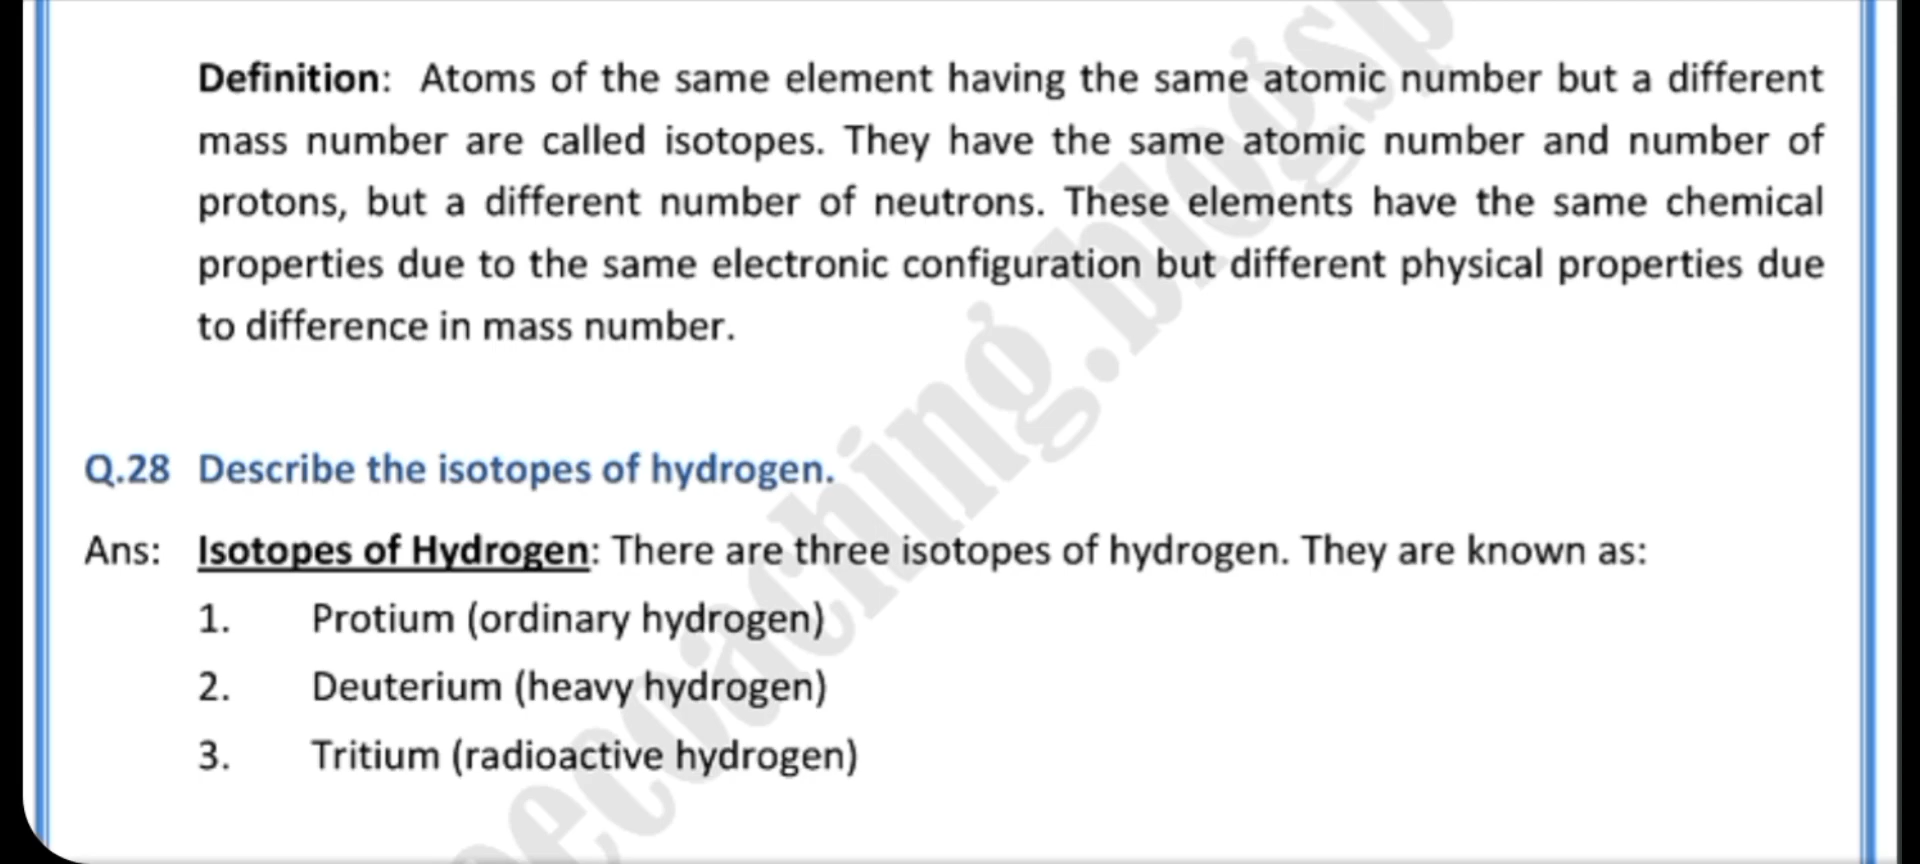 Definition: Atoms of the same element having the same atomic number but a different
mass number are called isotopes. They have the same atomic number and number of
protons, but a different number of neutrons. These elements have the same chemical
properties due to the same electronic configuration but different physical properties due
to difference in mass number.
Q.28 Describe the isotopes of hydrogen.
Ans: Isotopes of Hydrogen: There are three isotopes of hydrogen. They are known as:
1. Protium (ordinary hydrogen)
2. Deuterium (heavy hydrogen)
3. Tritium (radioactive hydrogen)
ecoaching.blogsp